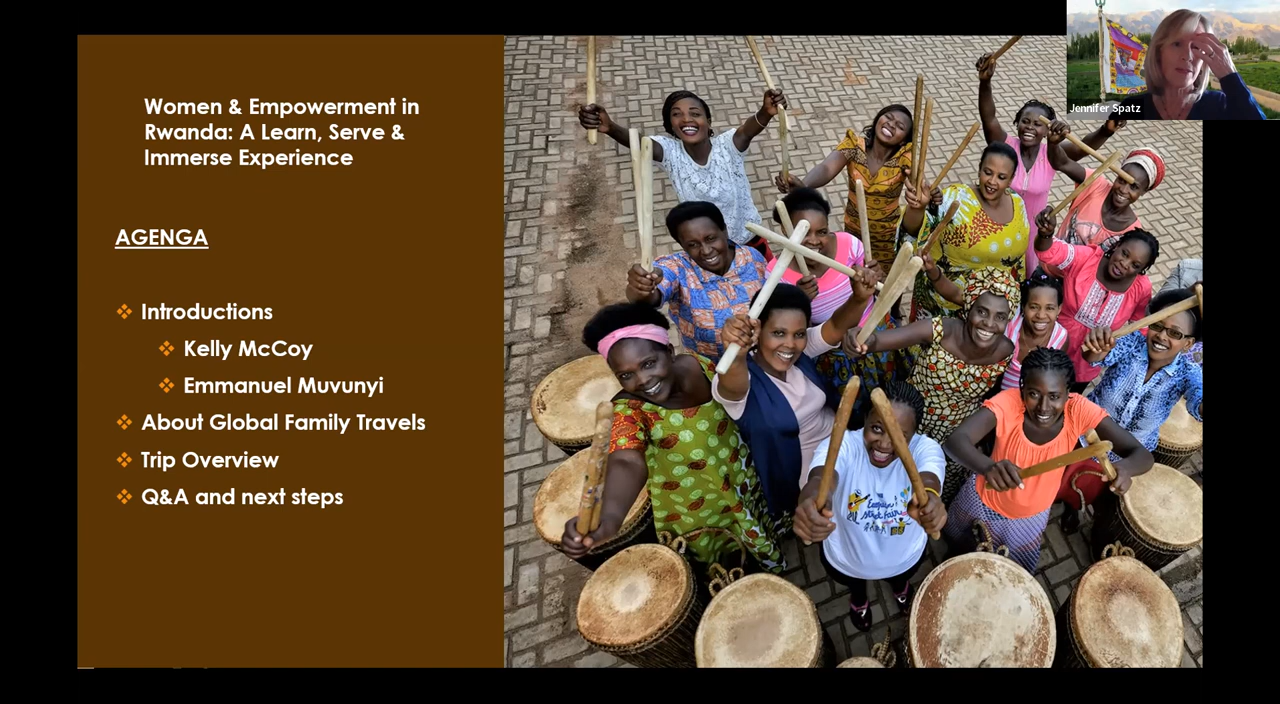 Women & Empowerment in
Rwanda: A Learn, Serve &
Immerse Experience
AGENGA
Introductions
Kelly McCoy
Emmanuel Muvunyi
About Global Family Travels
Trip Overview
Q&A and next steps
Jennifer Spatz